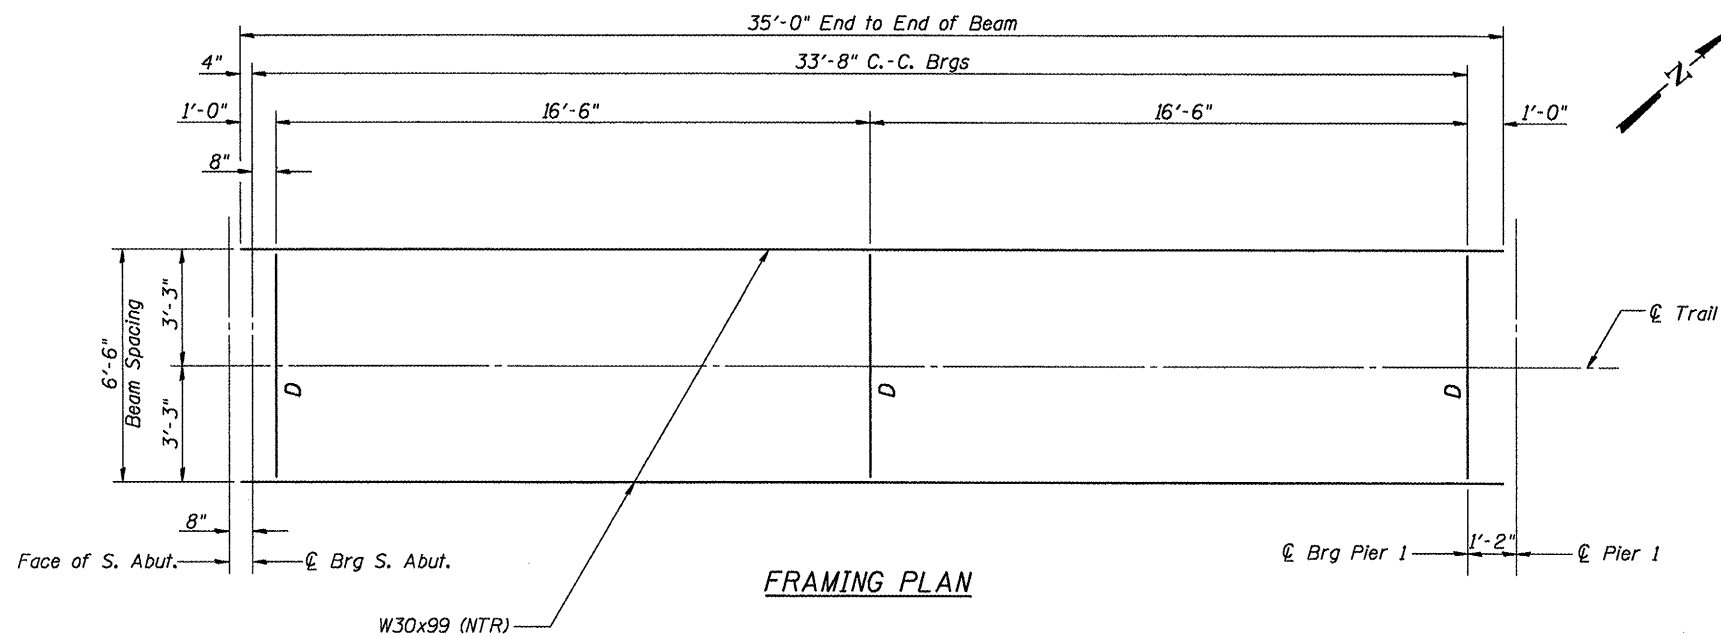 35'-0" End to End of Beam
4"
33'-8" C.-C. Brgs
1'-0"
16'-6"
16'-6"
1'-0"
N
8"
6'-6"
Beam Spacing
3'-3"
3'-3"
D
D
D
℄ Trail
8"
Face of S. Abut.
℄ Brg S. Abut.
℄ Brg Pier 1
1'-2"
℄ Pier 1
FRAMING PLAN
W30x99 (NTR)